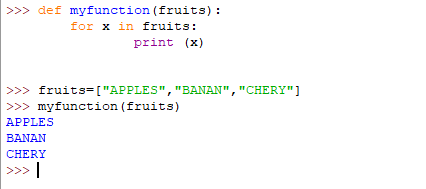 >>> def myfunction(fruits):
        for x in fruits:
                print (x)
>>> fruits=["APPLES","BANAN","CHERY"]
>>> myfunction(fruits)
APPLES
BANAN
CHERY
>>>